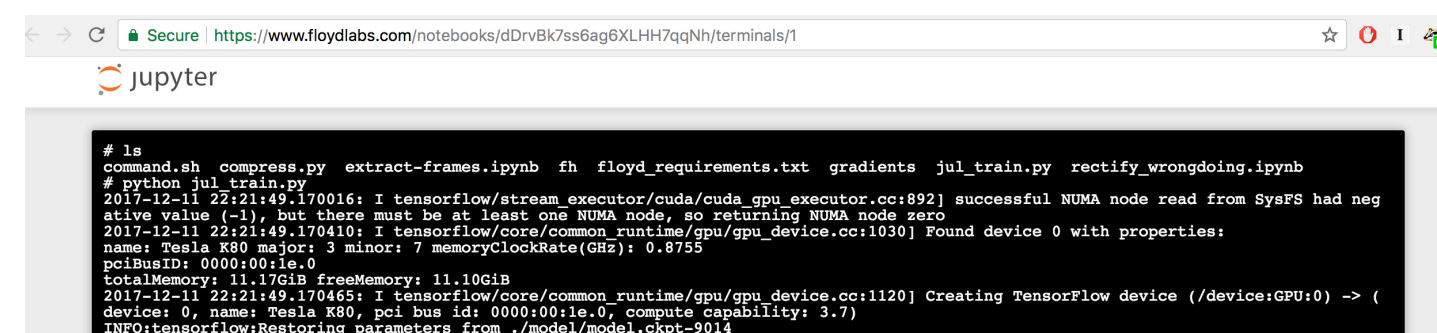 Secure https://www.floydlabs.com/notebooks/dDrvBk7ss6ag6XLHH7qqNh/terminals/1
jupyter
# ls
command.sh compress.py extract-frames.ipynb fh floyd_requirements.txt gradients jul_train.py rectify_wrongdoing.ipynb
# python jul_train.py
2017-12-11 22:21:49.170016: I tensorflow/stream_executor/cuda/cuda_gpu_executor.cc:892] successful NUMA node read from SysFS had neg
ative value (-1), but there must be at least one NUMA node, so returning NUMA node zero
2017-12-11 22:21:49.170410: I tensorflow/core/common_runtime/gpu/gpu_device.cc:1030] Found device 0 with properties:
name: Tesla K80 major: 3 minor: 7 memoryClockRate(GHz): 0.8755
pciBusID: 0000:00:1e.0
totalMemory: 11.17GiB freeMemory: 11.10GiB
2017-12-11 22:21:49.170465: I tensorflow/core/common_runtime/gpu/gpu_device.cc:1120] Creating TensorFlow device (/device:GPU:0) -> (
device: 0, name: Tesla K80, pci bus id: 0000:00:1e.0, compute capability: 3.7)
INFO:tensorflow:Restoring parameters from ./model/model.ckpt-9014